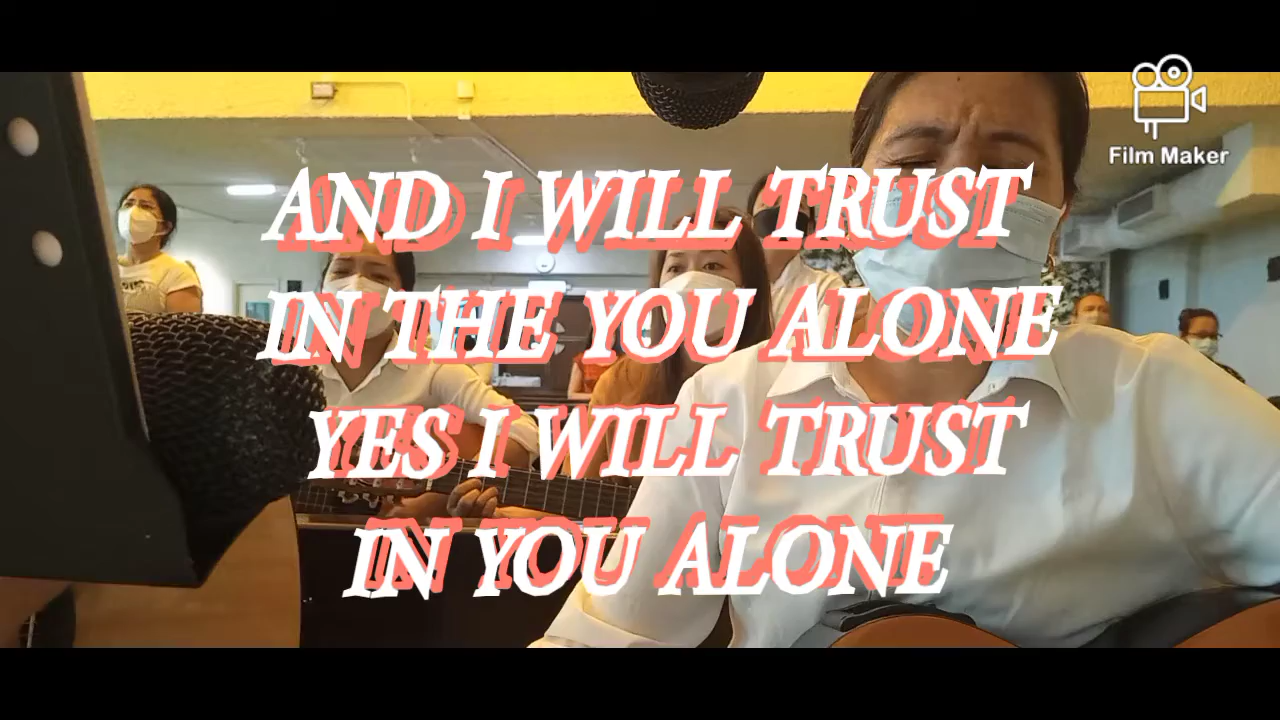 Film Maker
AND I WILL TRUST
IN THE YOU ALONE
YES I WILL TRUST
IN YOU ALONE